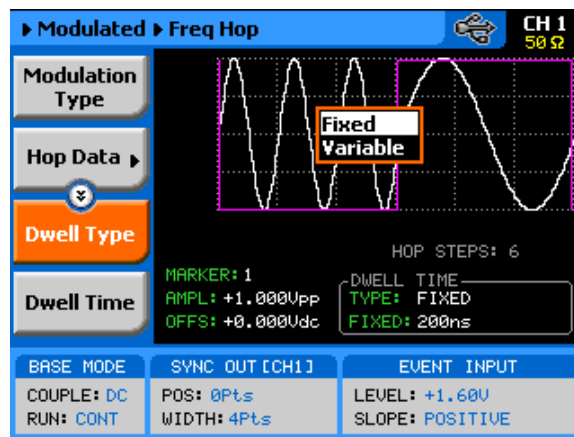 ▶ Modulated ▶ Freq Hop
CH 1
50 Ω
Modulation
Type
Hop Data ▶
Dwell Type
Dwell Time
Fixed
Variable
HOP STEPS: 6
MARKER: 1
AMPL: +1.000Vpp
OFFS: +0.000Vdc
DWELL TIME
TYPE: FIXED
FIXED: 200ns
BASE MODE
COUPLE: DC
RUN: CONT
SYNC OUT [CH1]
POS: 0Pts
WIDTH: 4Pts
EVENT INPUT
LEVEL: +1.60V
SLOPE: POSITIVE